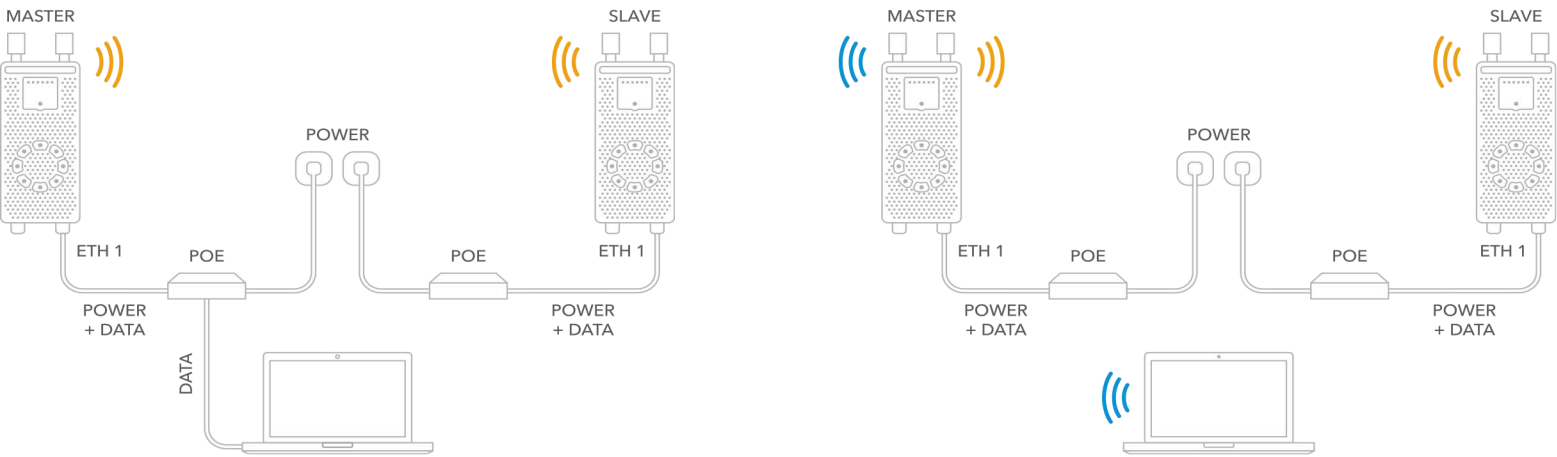 MASTER
SLAVE
POWER
ETH 1
POE
POE
ETH 1
POWER
+ DATA
POWER
+ DATA
DATA
MASTER
SLAVE
POWER
ETH 1
POE
POE
ETH 1
POWER
+ DATA
POWER
+ DATA